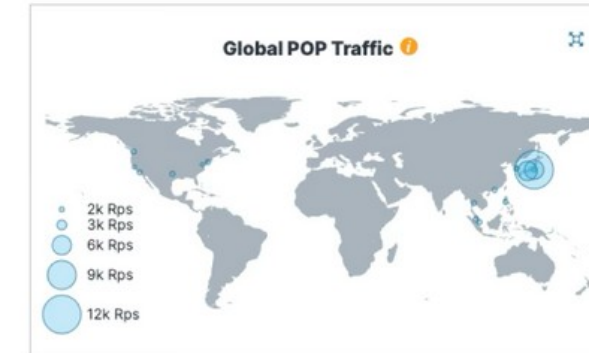 Global POP Traffic i
2k Rps
3k Rps
6k Rps
9k Rps
12k Rps